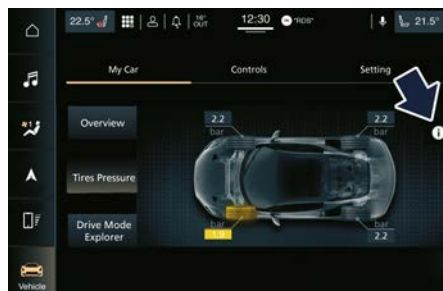 22.5° 16° OUT 12:30 "RDS" 21.5°
My Car Controls Setting
Overview 2.2 2.2
bar bar
Tires Pressure
Drive Mode bar bar
Explorer 1.9 2.2
Vehicle